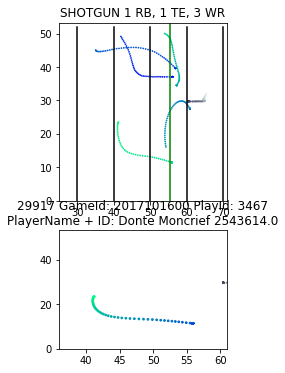 SHOTGUN 1 RB, 1 TE, 3 WR
50
40
30
20
10
0
30 40 50 60 70
29917 GameId: 2017101600 PlayId: 3467
PlayerName + ID: Donte Moncrief 2543614.0
40
20
0
40 45 50 55 60